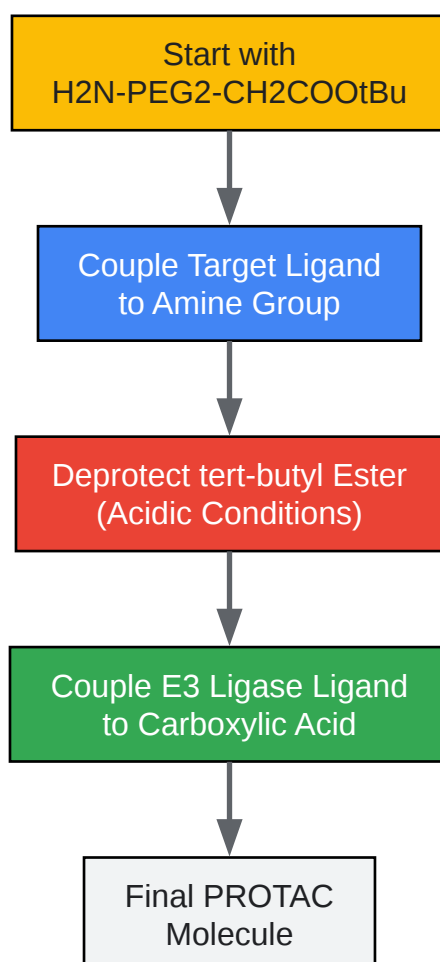 Start with
H2N-PEG2-CH2COOtBu
Couple Target Ligand
to Amine Group
Deprotect tert-butyl Ester
(Acidic Conditions)
Couple E3 Ligase Ligand
to Carboxylic Acid
Final PROTAC
Molecule